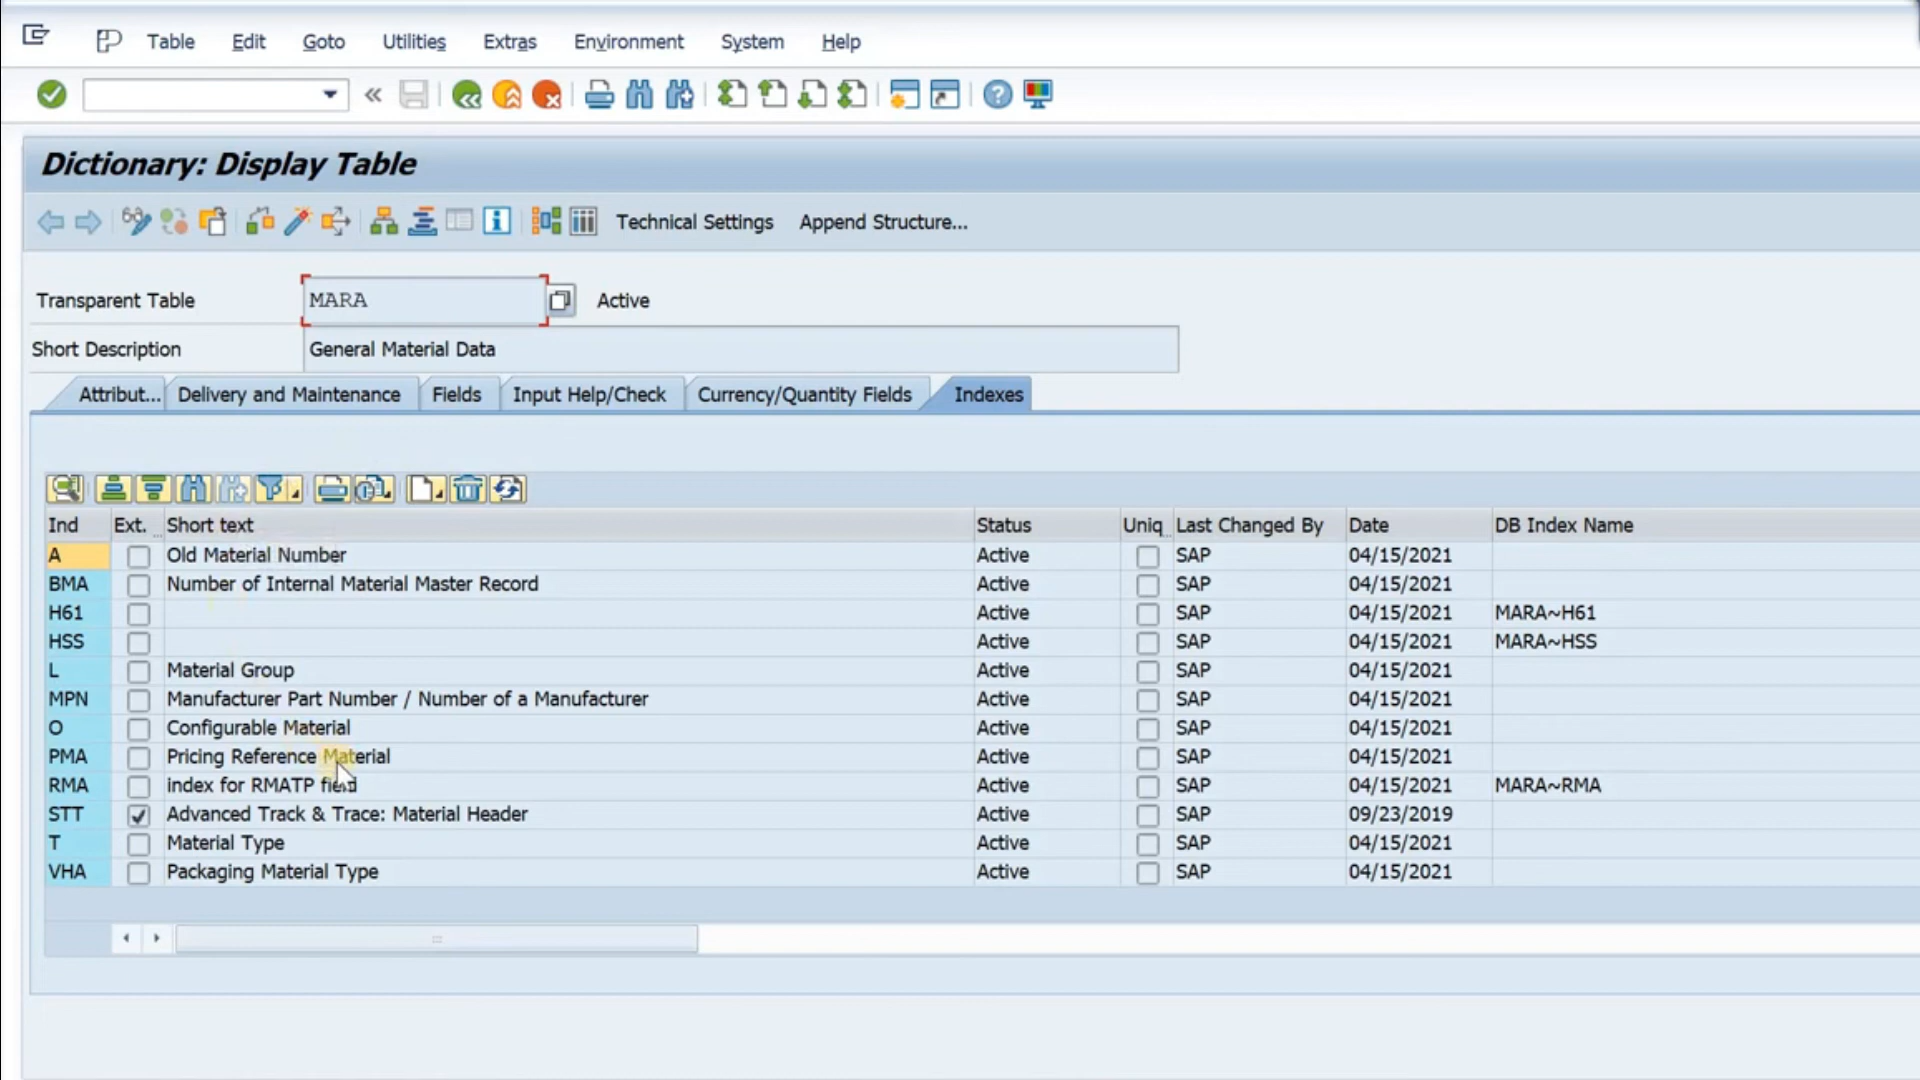 Table Edit Goto Utilities Extras Environment System Help
Dictionary: Display Table
Technical Settings Append Structure...
Transparent Table MARA Active
Short Description General Material Data
Attribut... Delivery and Maintenance Fields Input Help/Check Currency/Quantity Fields Indexes
Ind Ext. Short text Status Uniq Last Changed By Date DB Index Name
A Old Material Number Active SAP 04/15/2021
BMA Number of Internal Material Master Record Active SAP 04/15/2021
H61 Active SAP 04/15/2021 MARA~H61
HSS Active SAP 04/15/2021 MARA~HSS
L Material Group Active SAP 04/15/2021
MPN Manufacturer Part Number / Number of a Manufacturer Active SAP 04/15/2021
O Configurable Material Active SAP 04/15/2021
PMA Pricing Reference Material Active SAP 04/15/2021
RMA index for RMATP field Active SAP 04/15/2021 MARA~RMA
STT Advanced Track & Trace: Material Header Active SAP 09/23/2019
T Material Type Active SAP 04/15/2021
VHA Packaging Material Type Active SAP 04/15/2021